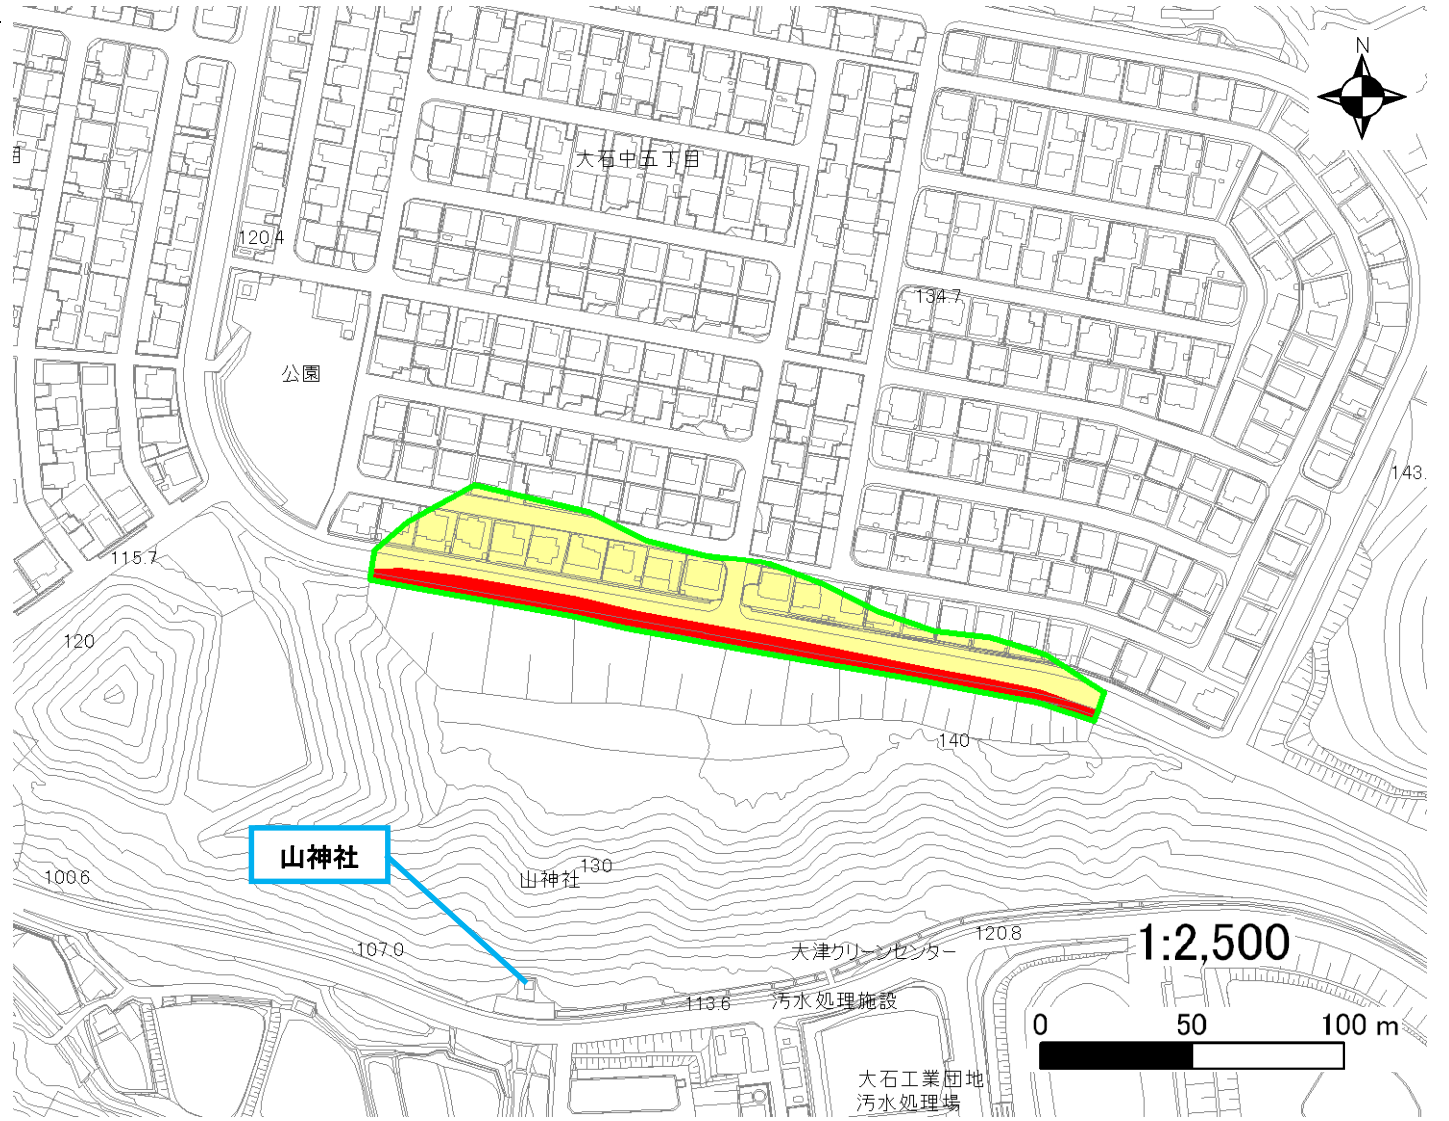 N
大石中五丁目
目
120.4
134.7
公園
143.
115.7
120
140
山神社
130
山神社
100.6
107.0
大津クリーンセンター
120.8
1:2,500
113.6
汚水処理施設
0 50 100 m
大石工業団地
汚水処理場